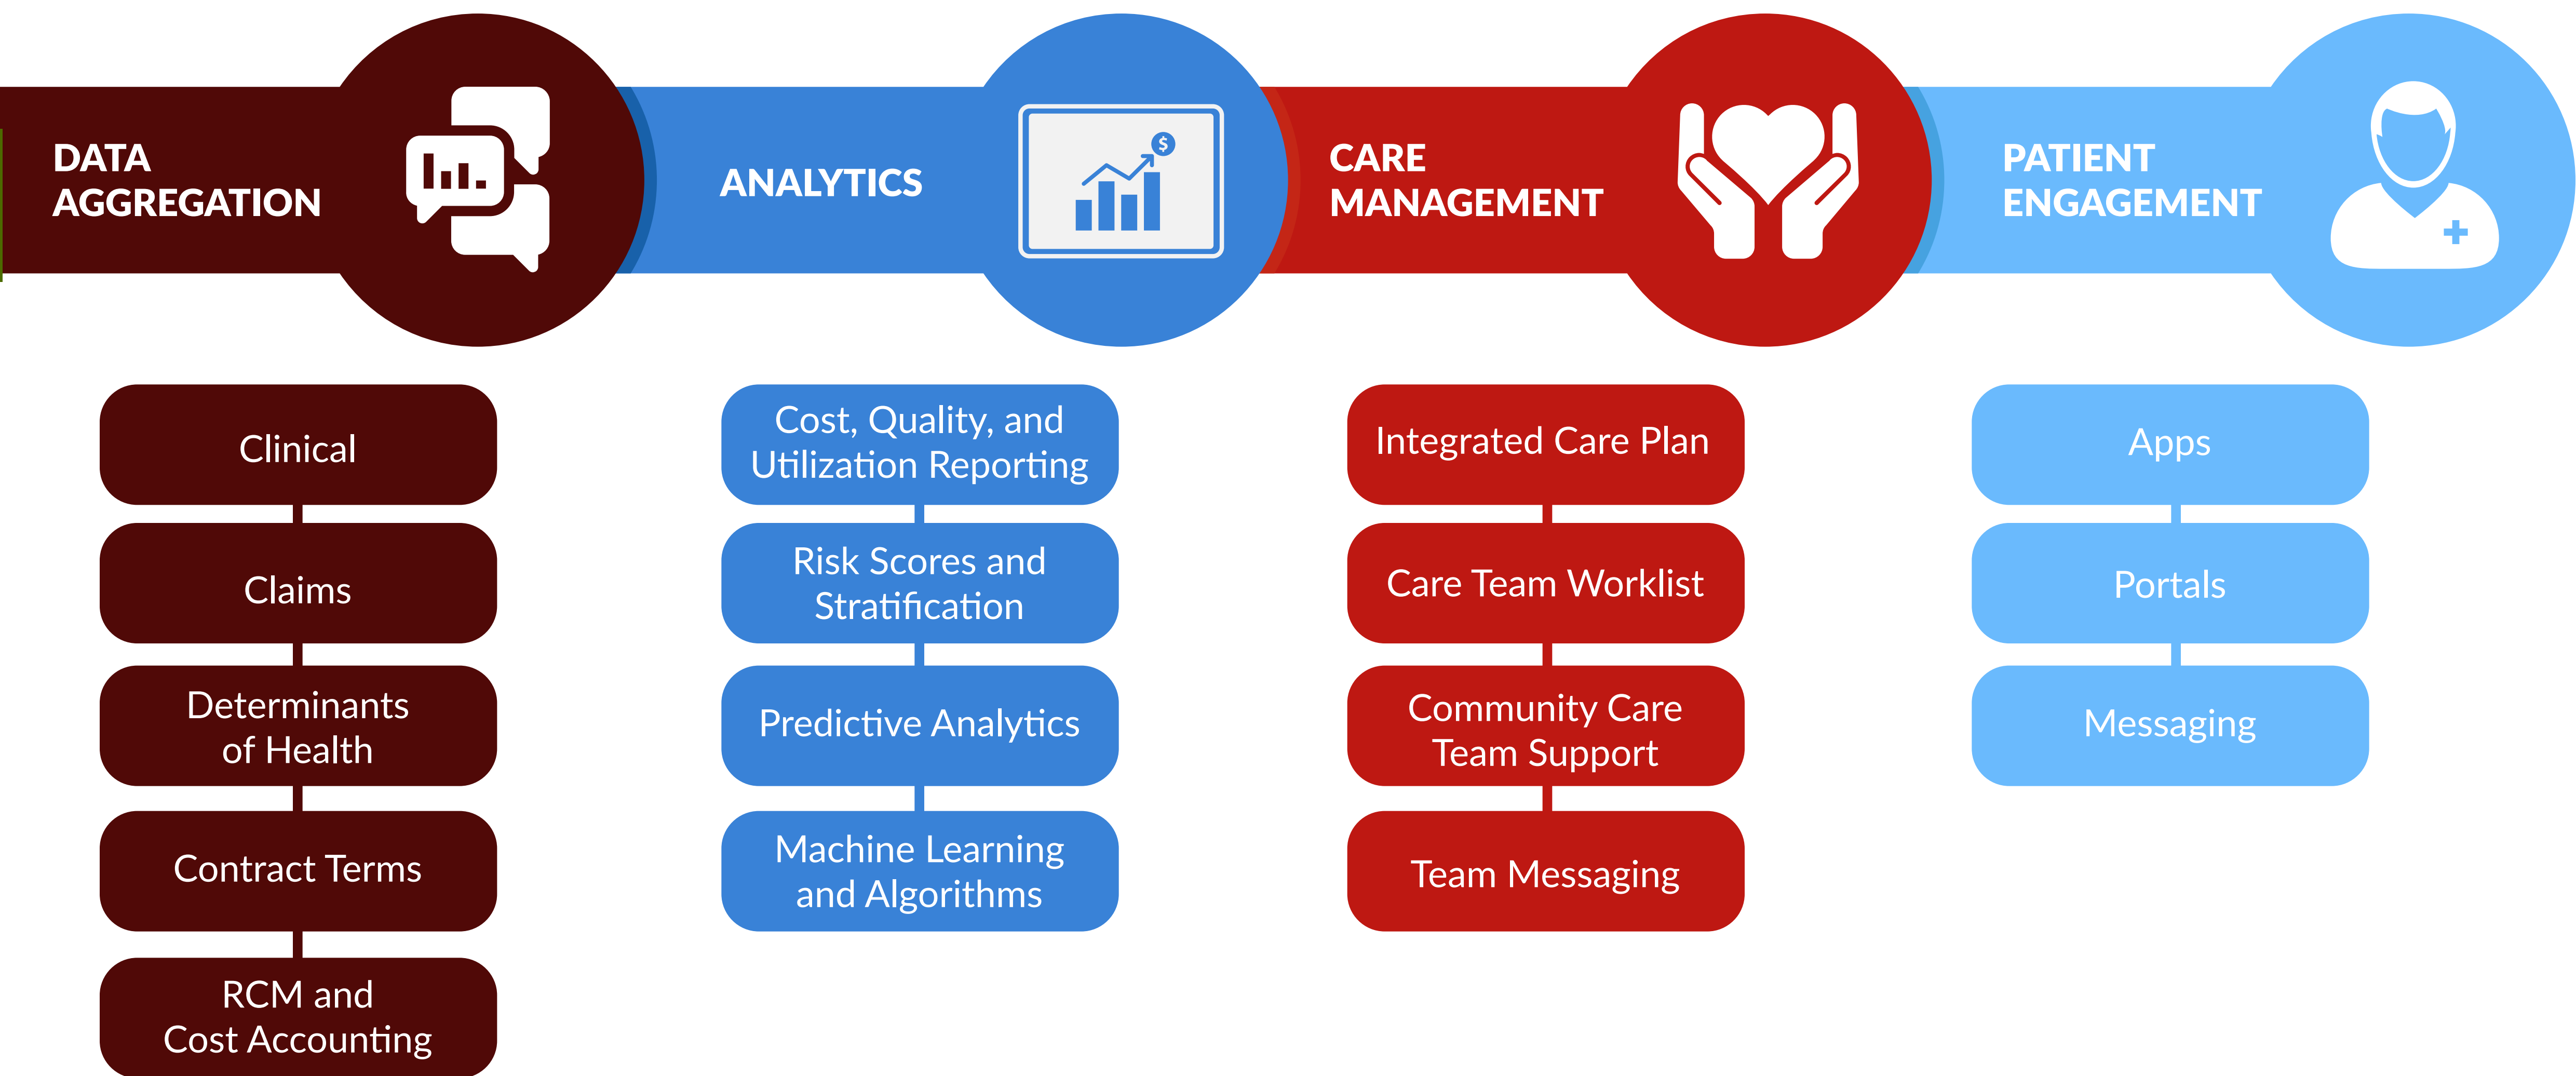 DATA
AGGREGATION
ANALYTICS
$
CARE
MANAGEMENT
PATIENT
ENGAGEMENT
Clinical
Claims
Determinants
of Health
Contract Terms
RCM and
Cost Accounting
Cost, Quality, and
Utilization Reporting
Risk Scores and
Stratification
Predictive Analytics
Machine Learning
and Algorithms
Integrated Care Plan
Care Team Worklist
Community Care
Team Support
Team Messaging
Apps
Portals
Messaging